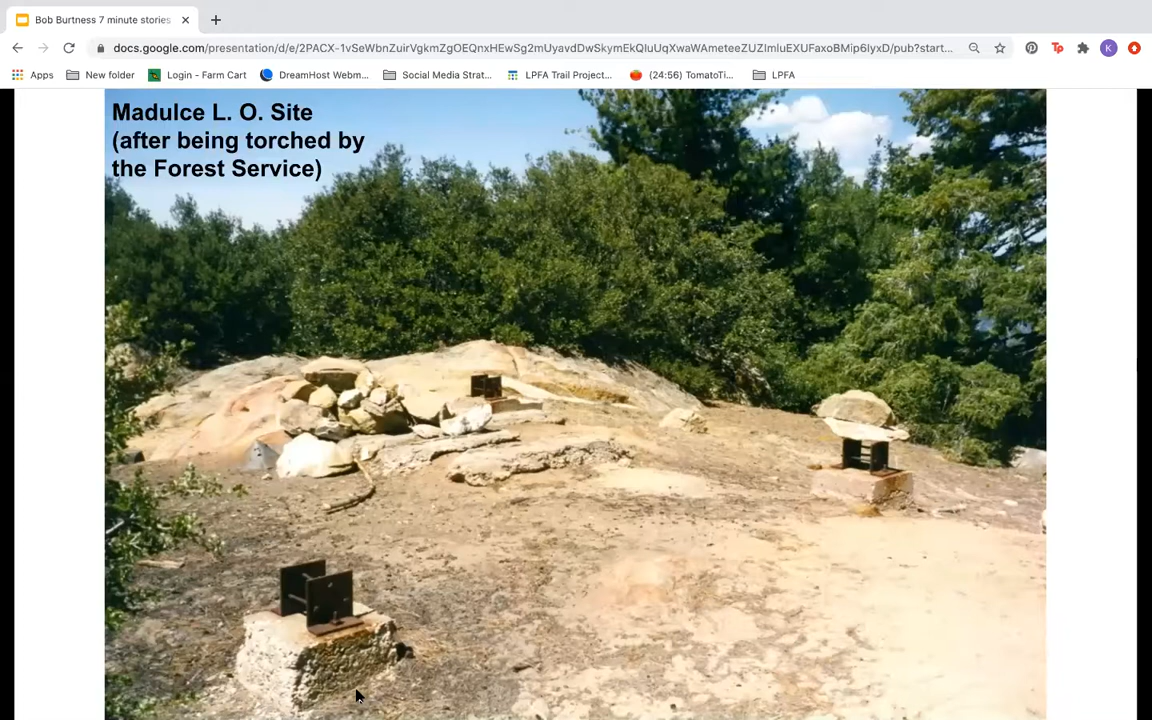 Bob Burtness 7 minute stories
docs.google.com/presentation/d/e/2PACX-1vSeWbnZuirVgkmZgOEQnxHEwSg2mUyavdDwSkymEkQIuUqXwaWAmeteeZUZImluEXUFaxoBMip6lyxD/pub?start...
K
Apps New folder Login - Farm Cart DreamHost Webm... Social Media Strat... LPFA Trail Project... (24:56) TomatoTi... LPFA
Madulce L. O. Site
(after being torched by
the Forest Service)